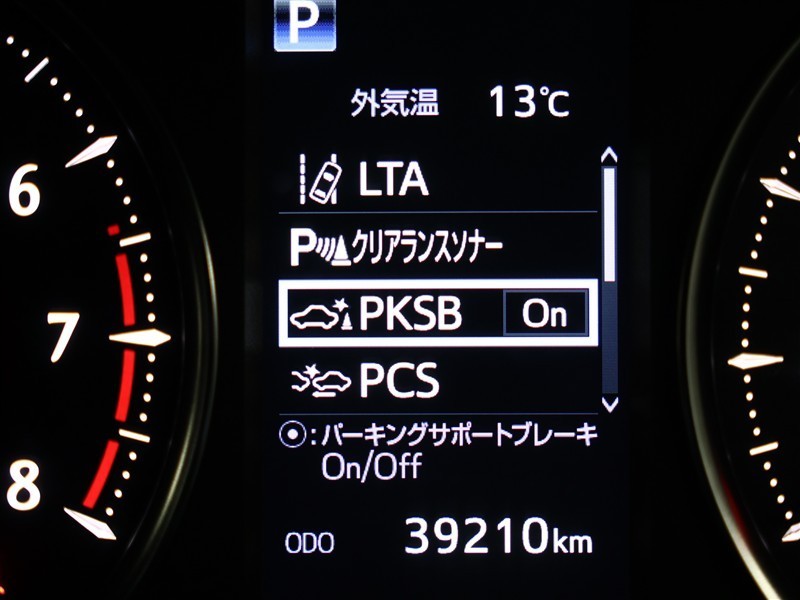 P
外気温 13℃
6
7
8
LTA
Pクリアランスソナー
PKSB On
PCS
:パーキングサポートブレーキ
On/Off
ODO 39210km